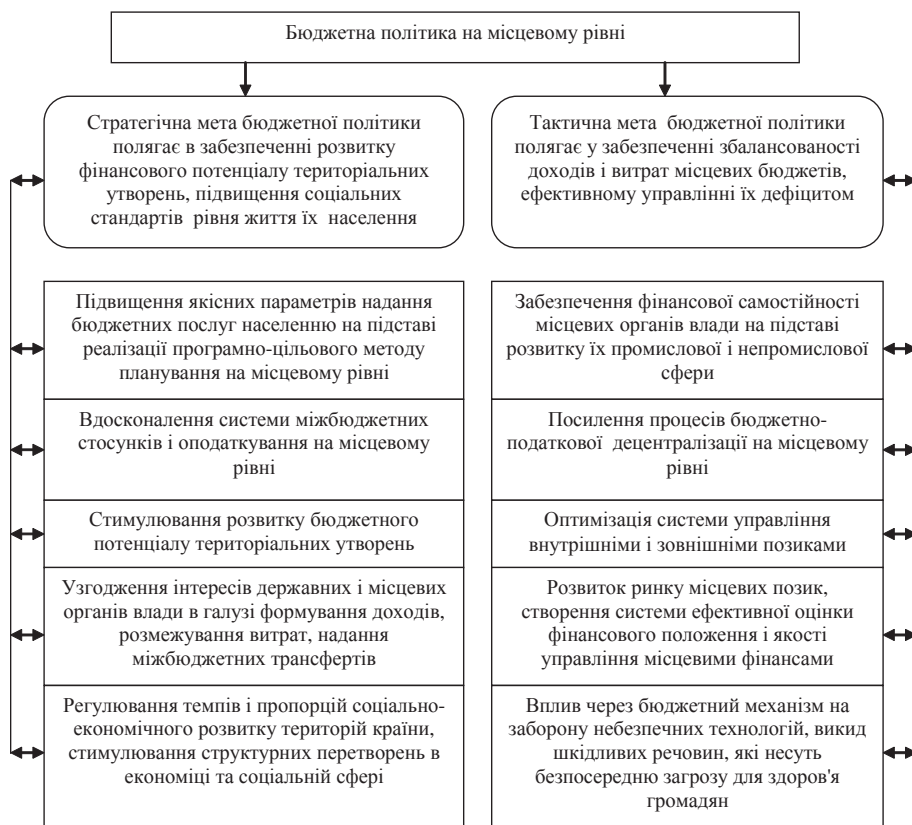 Бюджетна політика на місцевому рівні
Стратегічна мета бюджетної політики
полягає в забезпеченні розвитку
фінансового потенціалу територіальних
утворень, підвищення соціальних
стандартів рівня життя їх населення
Тактична мета бюджетної політики
полягає у забезпеченні збалансованості
доходів і витрат місцевих бюджетів,
ефективному управлінні їх дефіцитом
Підвищення якісних параметрів надання
бюджетних послуг населенню на підставі
реалізації програмно-цільового методу
планування на місцевому рівні
Забезпечення фінансової самостійності
місцевих органів влади на підставі
розвитку їх промислової і непромислової
сфери
Вдосконалення системи міжбюджетних
стосунків і оподаткування на місцевому
рівні
Посилення процесів бюджетно-
податкової децентралізації на місцевому
рівні
Стимулювання розвитку бюджетного
потенціалу територіальних утворень
Оптимізація системи управління
внутрішніми і зовнішніми позиками
Узгодження інтересів державних і місцевих
органів влади в галузі формування доходів,
розмежування витрат, надання
міжбюджетних трансфертів
Розвиток ринку місцевих позик,
створення системи ефективної оцінки
фінансового положення і якості
управління місцевими фінансами
Регулювання темпів і пропорцій соціально-
економічного розвитку територій країни,
стимулювання структурних перетворень в
економіці та соціальній сфері
Вплив через бюджетний механізм на
заборону небезпечних технологій, викид
шкідливих речовин, які несуть
безпосередню загрозу для здоров'я
громадян